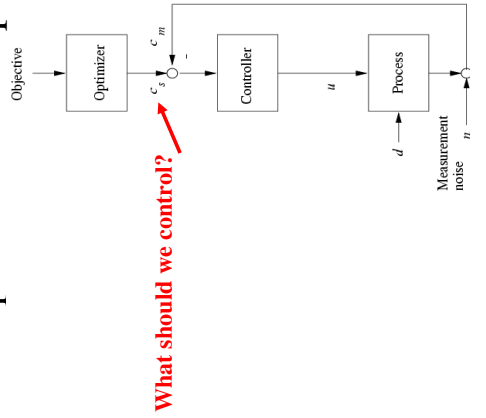 Objective
Optimizer
c s
c m
-
Controller
u
Process
d
Measurement
noise
n
What should we control?